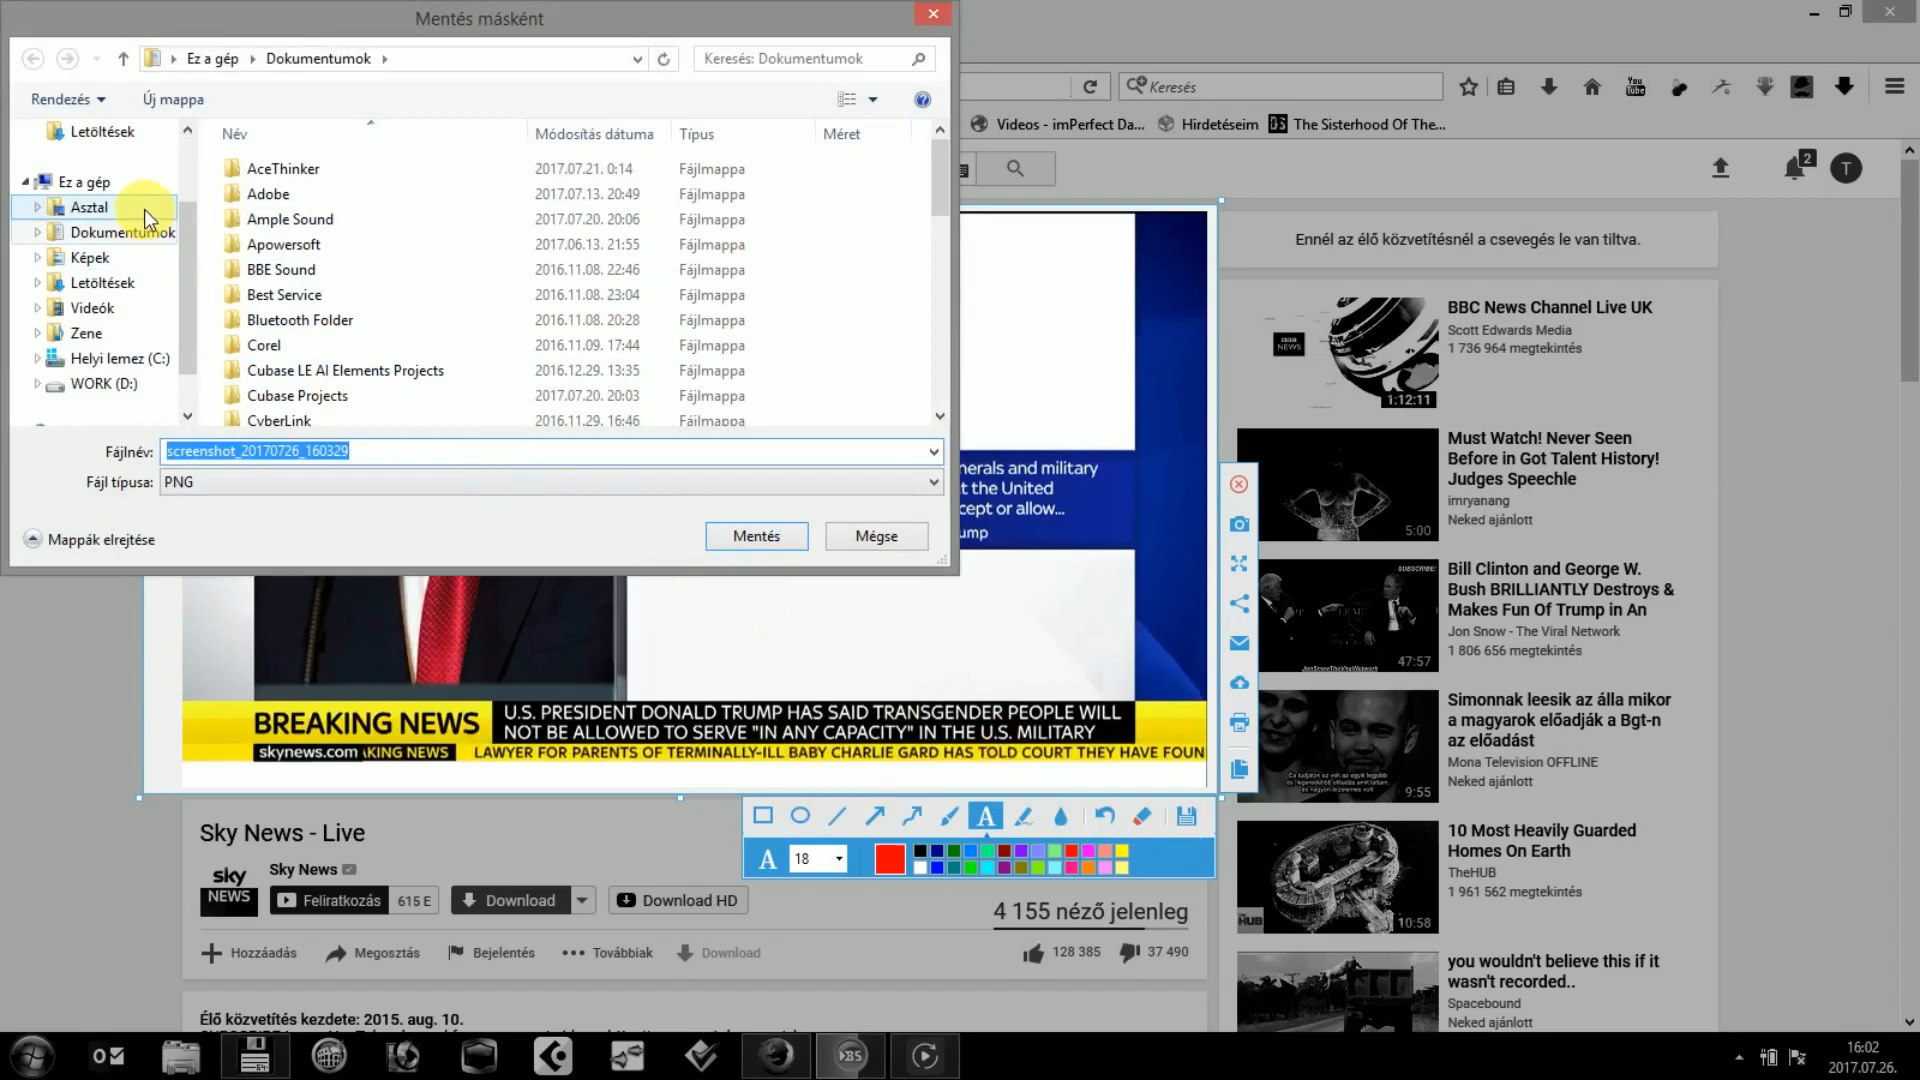 Mentés másként
Ez a gép
Dokumentumok
Keresés: Dokumentumok
Rendezés
Új mappa
Név
Módosítás dátuma
Típus
Méret
Letöltések
Ez a gép
Asztal
Dokumentumok
Képek
Letöltések
Videók
Zene
Helyi lemez (C:)
WORK (D:)
AceThinker 2017.07.21. 0:14 Fájlmappa
Adobe 2017.07.13. 20:49 Fájlmappa
Ample Sound 2017.07.20. 20:06 Fájlmappa
Apowersoft 2017.06.13. 21:55 Fájlmappa
BBE Sound 2016.11.08. 22:46 Fájlmappa
Best Service 2016.11.08. 23:04 Fájlmappa
Bluetooth Folder 2016.11.08. 20:28 Fájlmappa
Corel 2016.11.09. 17:44 Fájlmappa
Cubase LE AI Elements Projects 2016.12.29. 13:35 Fájlmappa
Cubase Projects 2017.07.20. 20:03 Fájlmappa
CyberLink 2016.11.29. 16:46 Fájlmappa
Fájlnév: screenshot_20170726_160329
Fájl típusa: PNG
Mappák elrejtése
Mentés
Mégse
Keresés
You Tube
Videos - imPerfect Da...
Hirdetéseim
The Sisterhood Of The...
2
T
Ennél az élő közvetítésnél a csevegés le van tiltva.
nerals and military
t the United
cept or allow...
ump
BREAKING NEWS
U.S. PRESIDENT DONALD TRUMP HAS SAID TRANSGENDER PEOPLE WILL
NOT BE ALLOWED TO SERVE "IN ANY CAPACITY" IN THE U.S. MILITARY
skynews.com
KING NEWS
LAWYER FOR PARENTS OF TERMINALLY-ILL BABY CHARLIE GARD HAS TOLD COURT THEY HAVE FOUN
A
A 18
Sky News - Live
sky NEWS
Sky News
Feliratkozás 615 E
Download
Download HD
4 155 néző jelenleg
Hozzáadás
Megosztás
Bejelentés
Továbbiak
Download
128 385
37 490
Élő közvetítés kezdete: 2015. aug. 10.
BBC NEWS
1:12:11
BBC News Channel Live UK
Scott Edwards Media
1 736 964 megtekintés
5:00
Must Watch! Never Seen
Before in Got Talent History!
Judges Speechle
imryanang
Neked ajánlott
SUBSCRIBE!
47:57
Bill Clinton and George W.
Bush BRILLIANTLY Destroys &
Makes Fun Of Trump in An
Jon Snow - The Viral Network
1 806 656 megtekintés
9:55
Simonnak leesik az álla mikor
a magyarok előadják a Bgt-n
az előadást
Mona Television OFFLINE
Neked ajánlott
THE HUB
10:58
10 Most Heavily Guarded
Homes On Earth
TheHUB
1 961 562 megtekintés
you wouldn't believe this if it
wasn't recorded..
Spacebound
Neked ajánlott
64
16:02
2017.07.26.